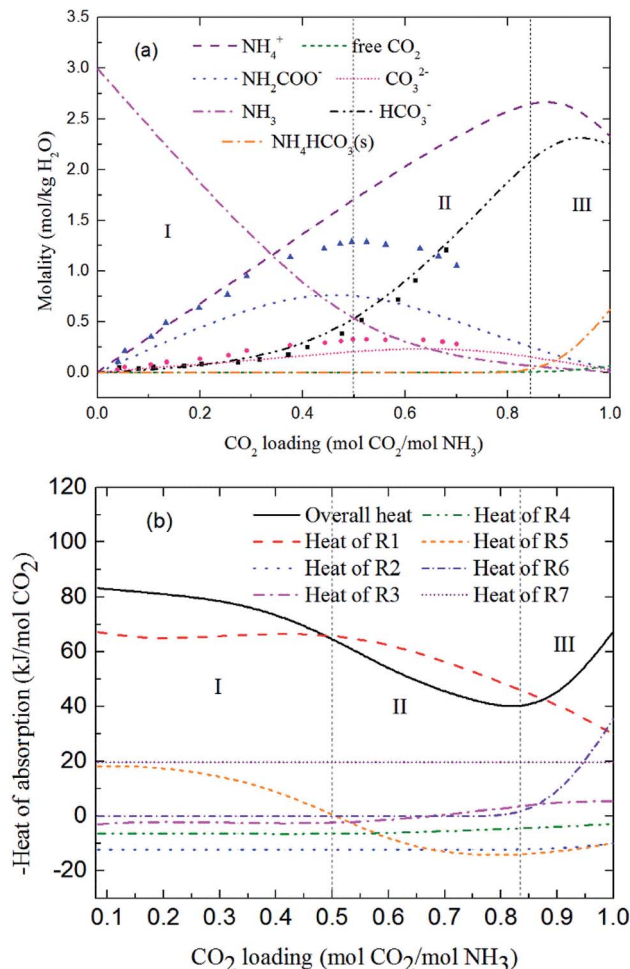 (a)
NH₄⁺ free CO₂
NH₂COO⁻ CO₃²⁻
NH₃ HCO₃⁻
NH₄HCO₃(s)
3.5
3.0
2.5
2.0
1.5
1.0
0.5
0.0
Molality (mol/kg H₂O)
I
II
III
0.0 0.2 0.4 0.6 0.8 1.0
CO₂ loading (mol CO₂/mol NH₃)
(b)
Overall heat Heat of R4
Heat of R1 Heat of R5
Heat of R2 Heat of R6
Heat of R3 Heat of R7
120
100
80
60
40
20
0
-20
-Heat of absorption (kJ/mol CO₂)
I
II
III
0.1 0.2 0.3 0.4 0.5 0.6 0.7 0.8 0.9 1.0
CO₂ loading (mol CO₂/mol NH₃)